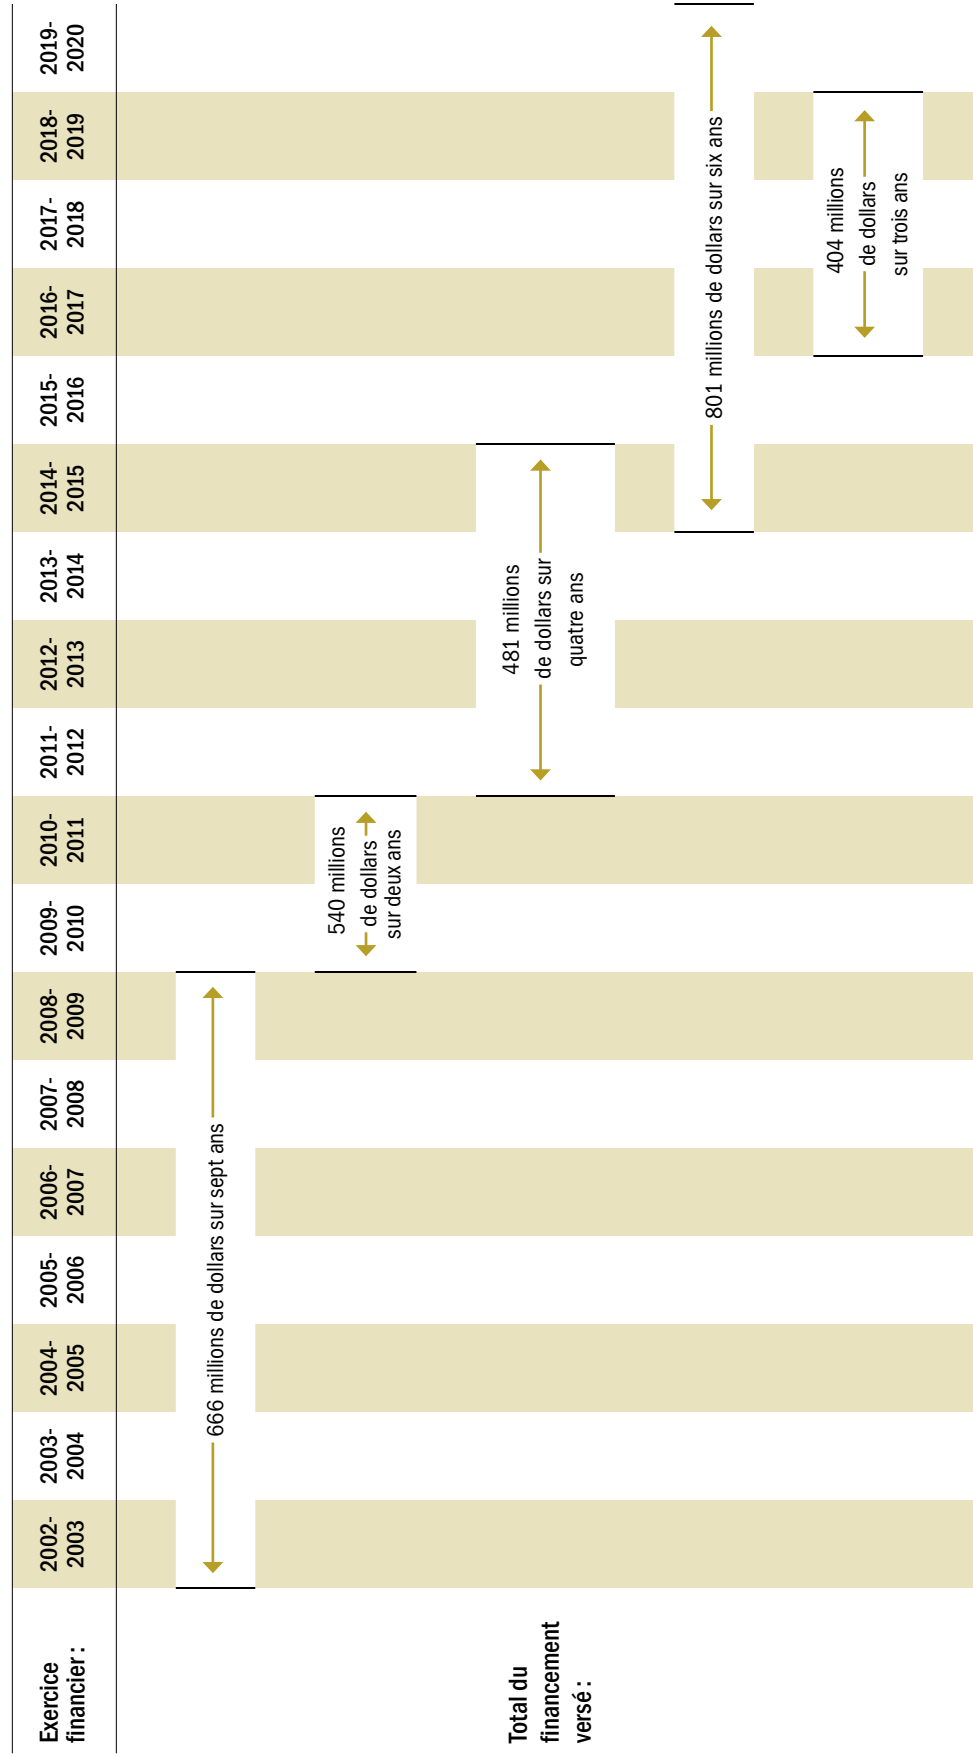 Exercice
financier :
2002-
2003
2003-
2004
2004-
2005
2005-
2006
2006-
2007
2007-
2008
2008-
2009
2009-
2010
2010-
2011
2011-
2012
2012-
2013
2013-
2014
2014-
2015
2015-
2016
2016-
2017
2017-
2018
2018-
2019
2019-
2020
Total du
financement
versé :
666 millions de dollars sur sept ans
540 millions
de dollars
sur deux ans
481 millions
de dollars sur
quatre ans
801 millions de dollars sur six ans
404 millions
de dollars
sur trois ans